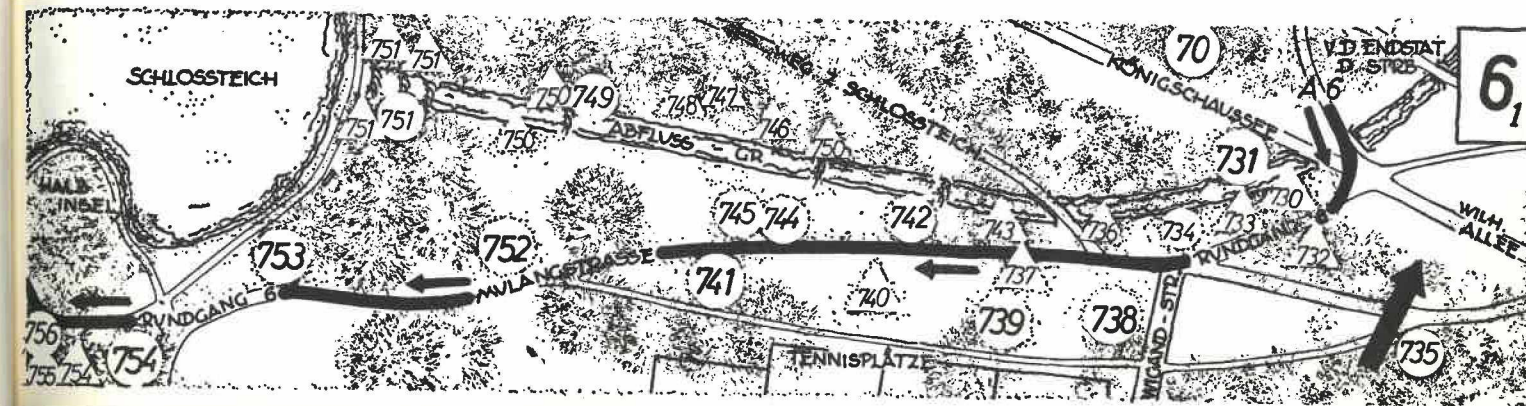 SCHLOSSTEICH
HALB
INSEL
751
751
751
751
750
749
750
748
747
746
750
ABFLUSS - GR.
WEG Z. SCHLOSSTEICH
KÖNIGSCHAUSSEE
70
V. D. ENDSTAT
D. STRB
A 6
6₁
731
730
733
732
734
736
743
737
742
744
745
741
740
739
738
735
WILH.
ALLEE
RUNDGANG 6
MULANGSTRASSE
752
753
RUNDGANG 6
WIGAND STR.
TENNISPLÄTZE
756
755
754
754